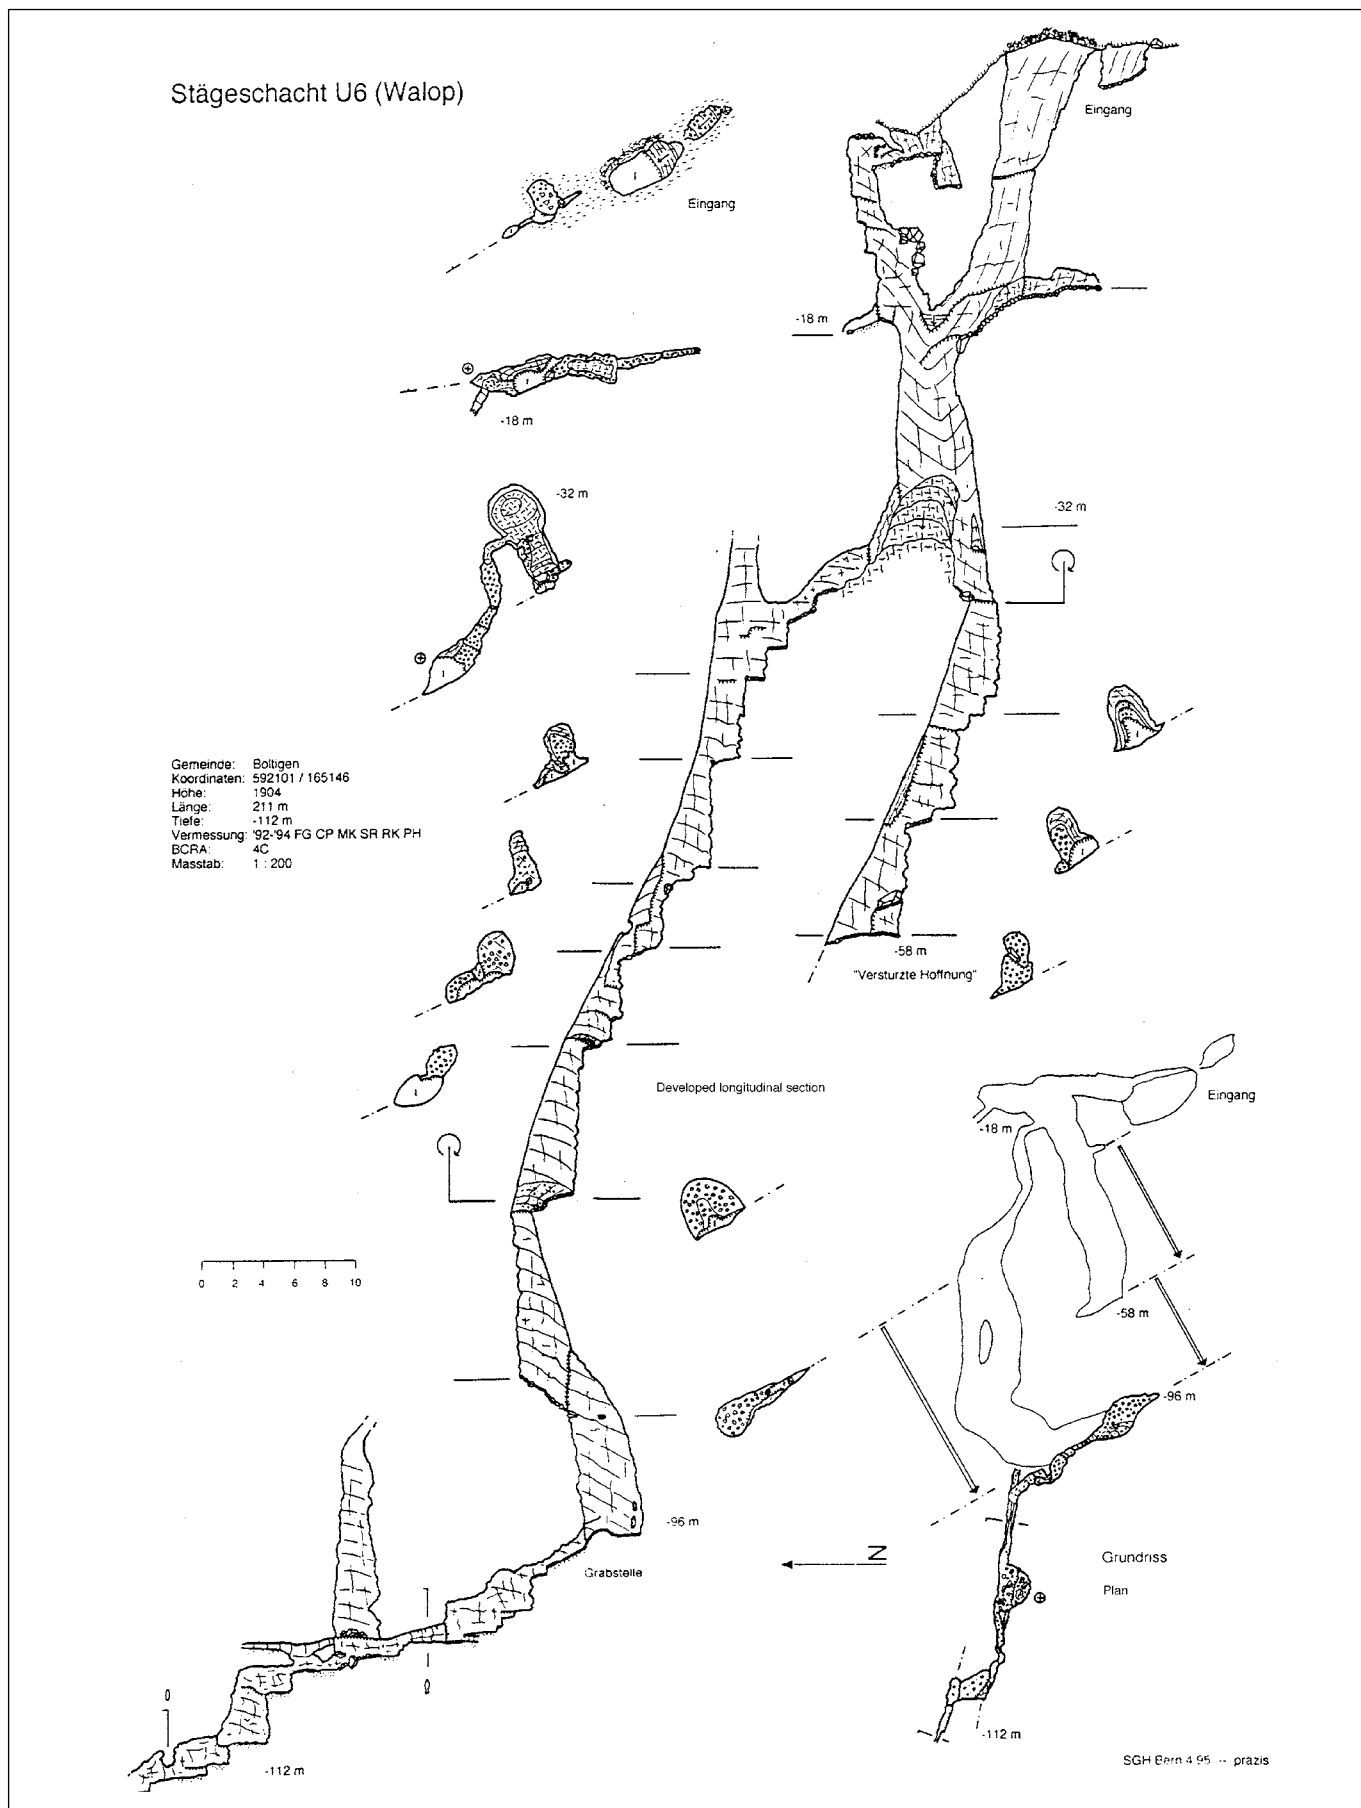 Stägeschacht U6 (Walop)
Eingang
Eingang
-18 m
-18 m
-32 m
-32 m
Gemeinde: Boltigen
Koordinaten: 592101 / 165146
Höhe: 1904
Länge: 211 m
Tiefe: -112 m
Vermessung: '92-'94 FG CP MK SR RK PH
BCRA: 4C
Masstab: 1 : 200
-58 m
"Versturzte Hoffnung"
Developed longitudinal section
Eingang
-18 m
0 2 4 6 8 10
-58 m
-96 m
-96 m
Grabstelle
N
Grundriss
Plan
-112 m
-112 m
SGH Bern 4.95 -- präzis